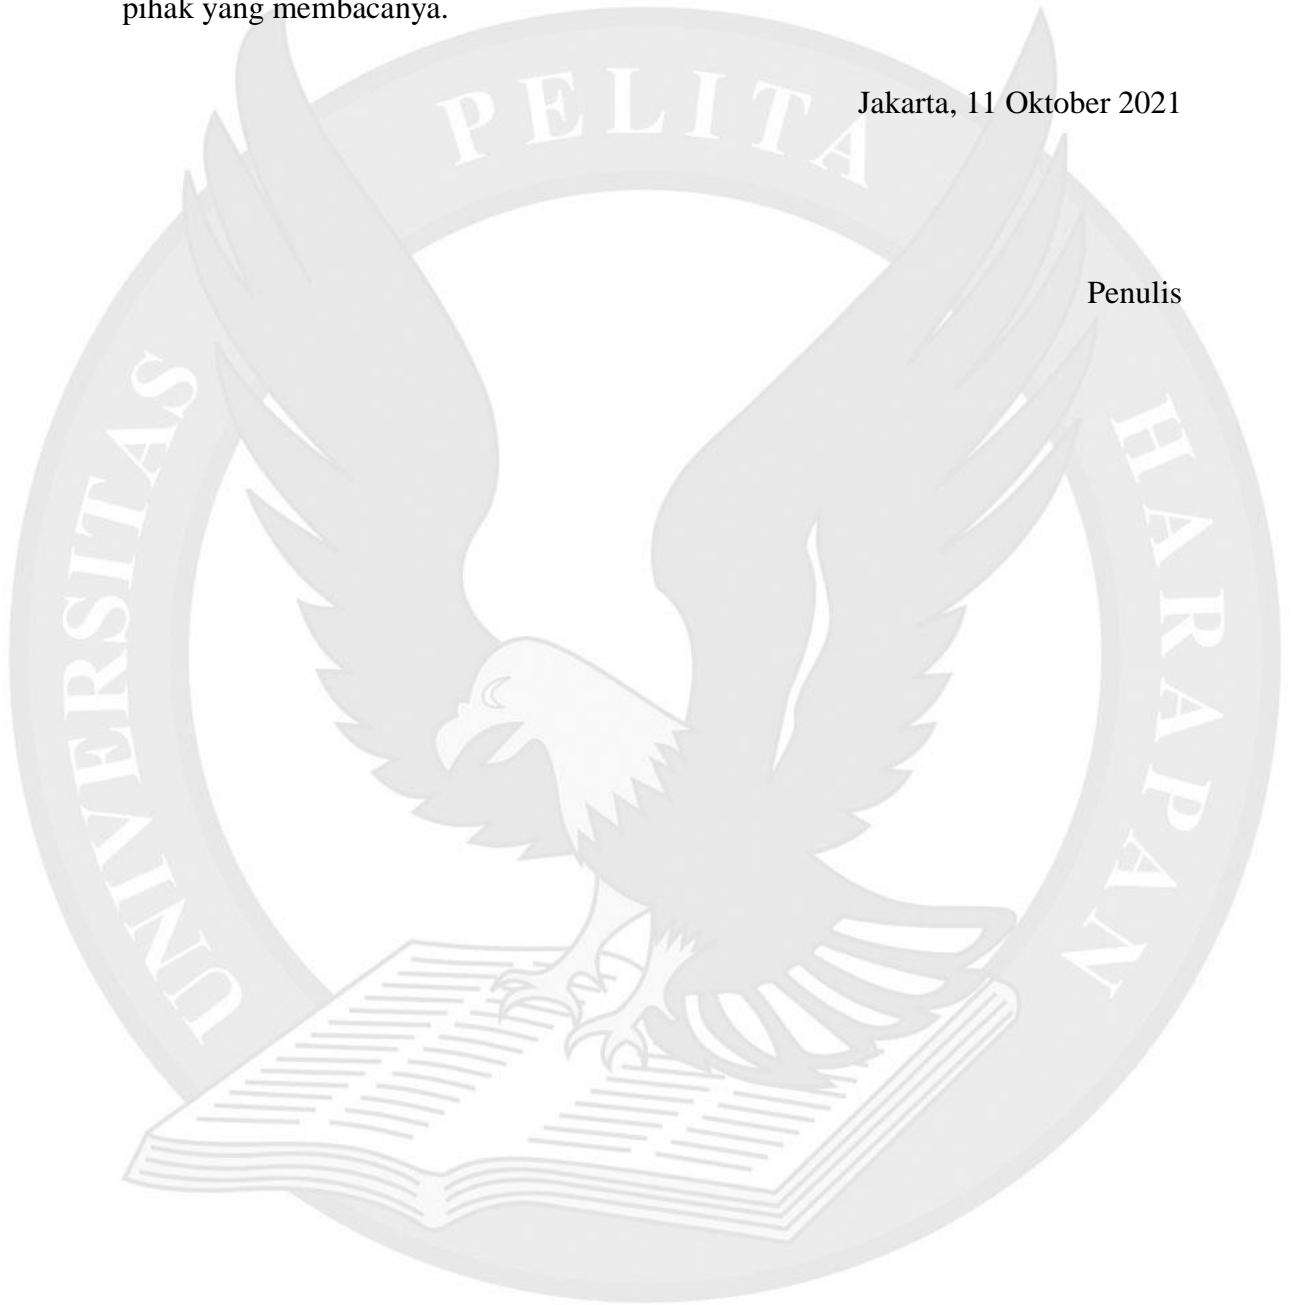 pihak yang membacanya.
PELITA
Jakarta, 11 Oktober 2021
Penulis
UNIVERSITAS
HARAPAN